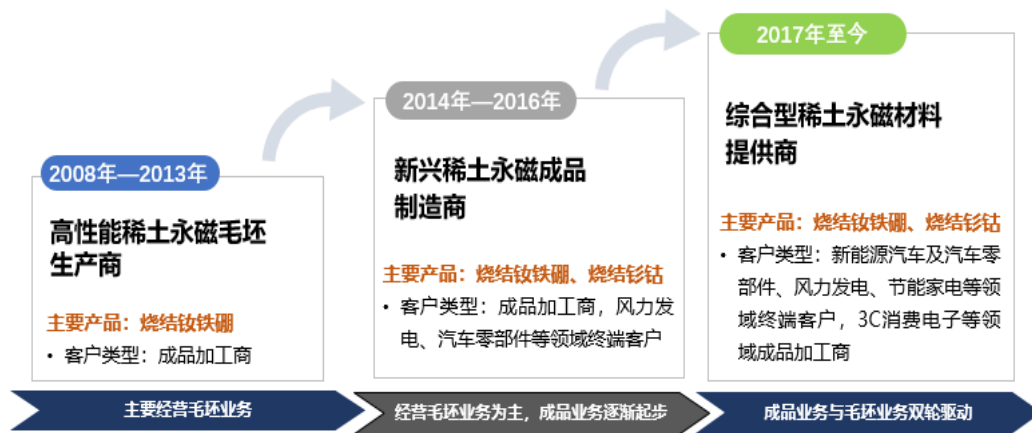 2008年—2013年
高性能稀土永磁毛坯
生产商
主要产品：烧结钕铁硼
• 客户类型：成品加工商
主要经营毛坯业务
2014年—2016年
新兴稀土永磁成品
制造商
主要产品：烧结钕铁硼、烧结钐钴
• 客户类型：成品加工商，风力发
电、汽车零部件等领域终端客户
经营毛坯业务为主，成品业务逐渐起步
2017年至今
综合型稀土永磁材料
提供商
主要产品：烧结钕铁硼、烧结钐钴
• 客户类型：新能源汽车及汽车零
部件、风力发电、节能家电等领
域终端客户，3C消费电子等领
域成品加工商
成品业务与毛坯业务双轮驱动